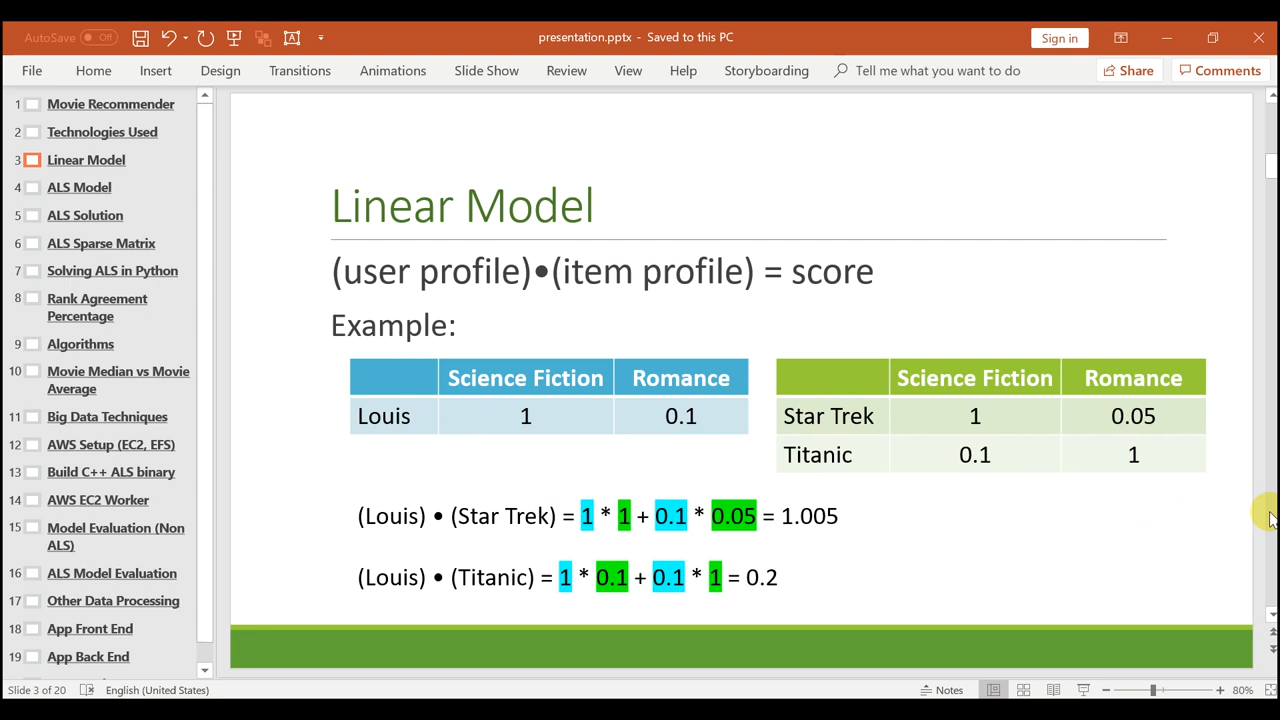 AutoSave Off
presentation.pptx - Saved to this PC
Sign in
File Home Insert Design Transitions Animations Slide Show Review View Help Storyboarding Tell me what you want to do Share Comments
1 Movie Recommender
2 Technologies Used
3 Linear Model
4 ALS Model
5 ALS Solution
6 ALS Sparse Matrix
7 Solving ALS in Python
8 Rank Agreement
Percentage
9 Algorithms
10 Movie Median vs Movie
Average
11 Big Data Techniques
12 AWS Setup (EC2, EFS)
13 Build C++ ALS binary
14 AWS EC2 Worker
15 Model Evaluation (Non
ALS)
16 ALS Model Evaluation
17 Other Data Processing
18 App Front End
19 App Back End
Linear Model
(user profile)•(item profile) = score
Example:
Science Fiction Romance
Louis 1 0.1
Science Fiction Romance
Star Trek 1 0.05
Titanic 0.1 1
(Louis) • (Star Trek) = 1 * 1 + 0.1 * 0.05 = 1.005
(Louis) • (Titanic) = 1 * 0.1 + 0.1 * 1 = 0.2
Slide 3 of 20 English (United States) Notes 80%